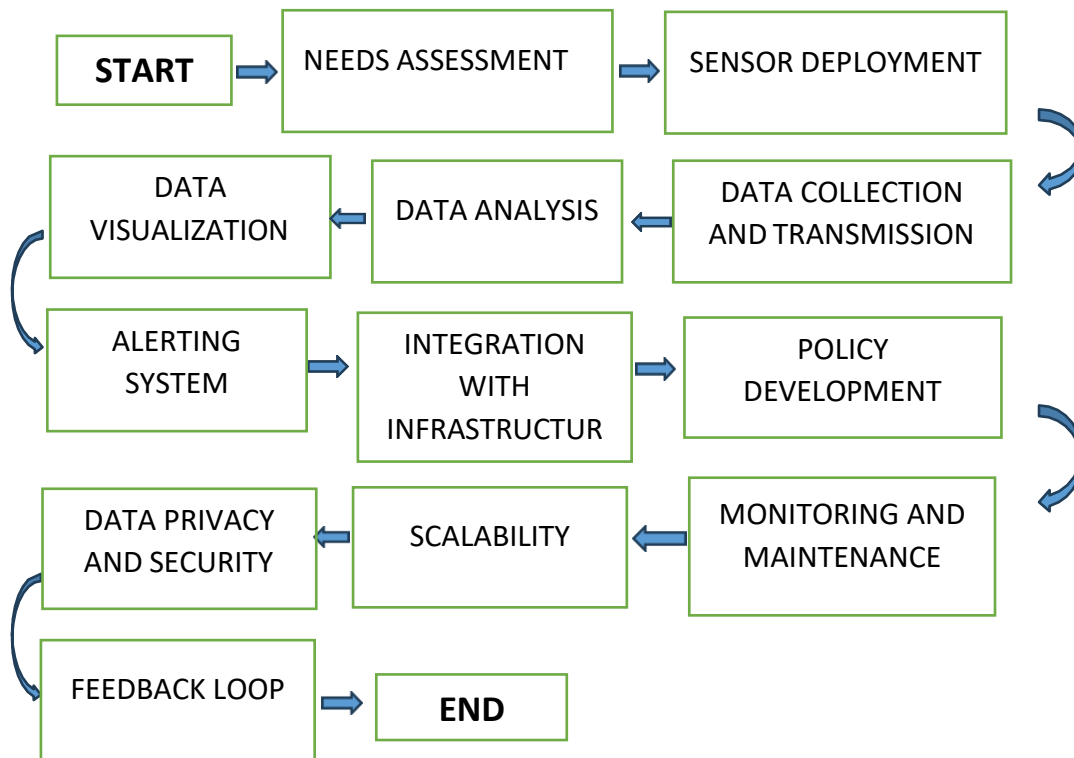 START
NEEDS ASSESSMENT
SENSOR DEPLOYMENT
DATA COLLECTION
AND TRANSMISSION
DATA ANALYSIS
DATA
VISUALIZATION
ALERTING
SYSTEM
INTEGRATION
WITH
INFRASTRUCTUR
POLICY
DEVELOPMENT
MONITORING AND
MAINTENANCE
SCALABILITY
DATA PRIVACY
AND SECURITY
FEEDBACK LOOP
END